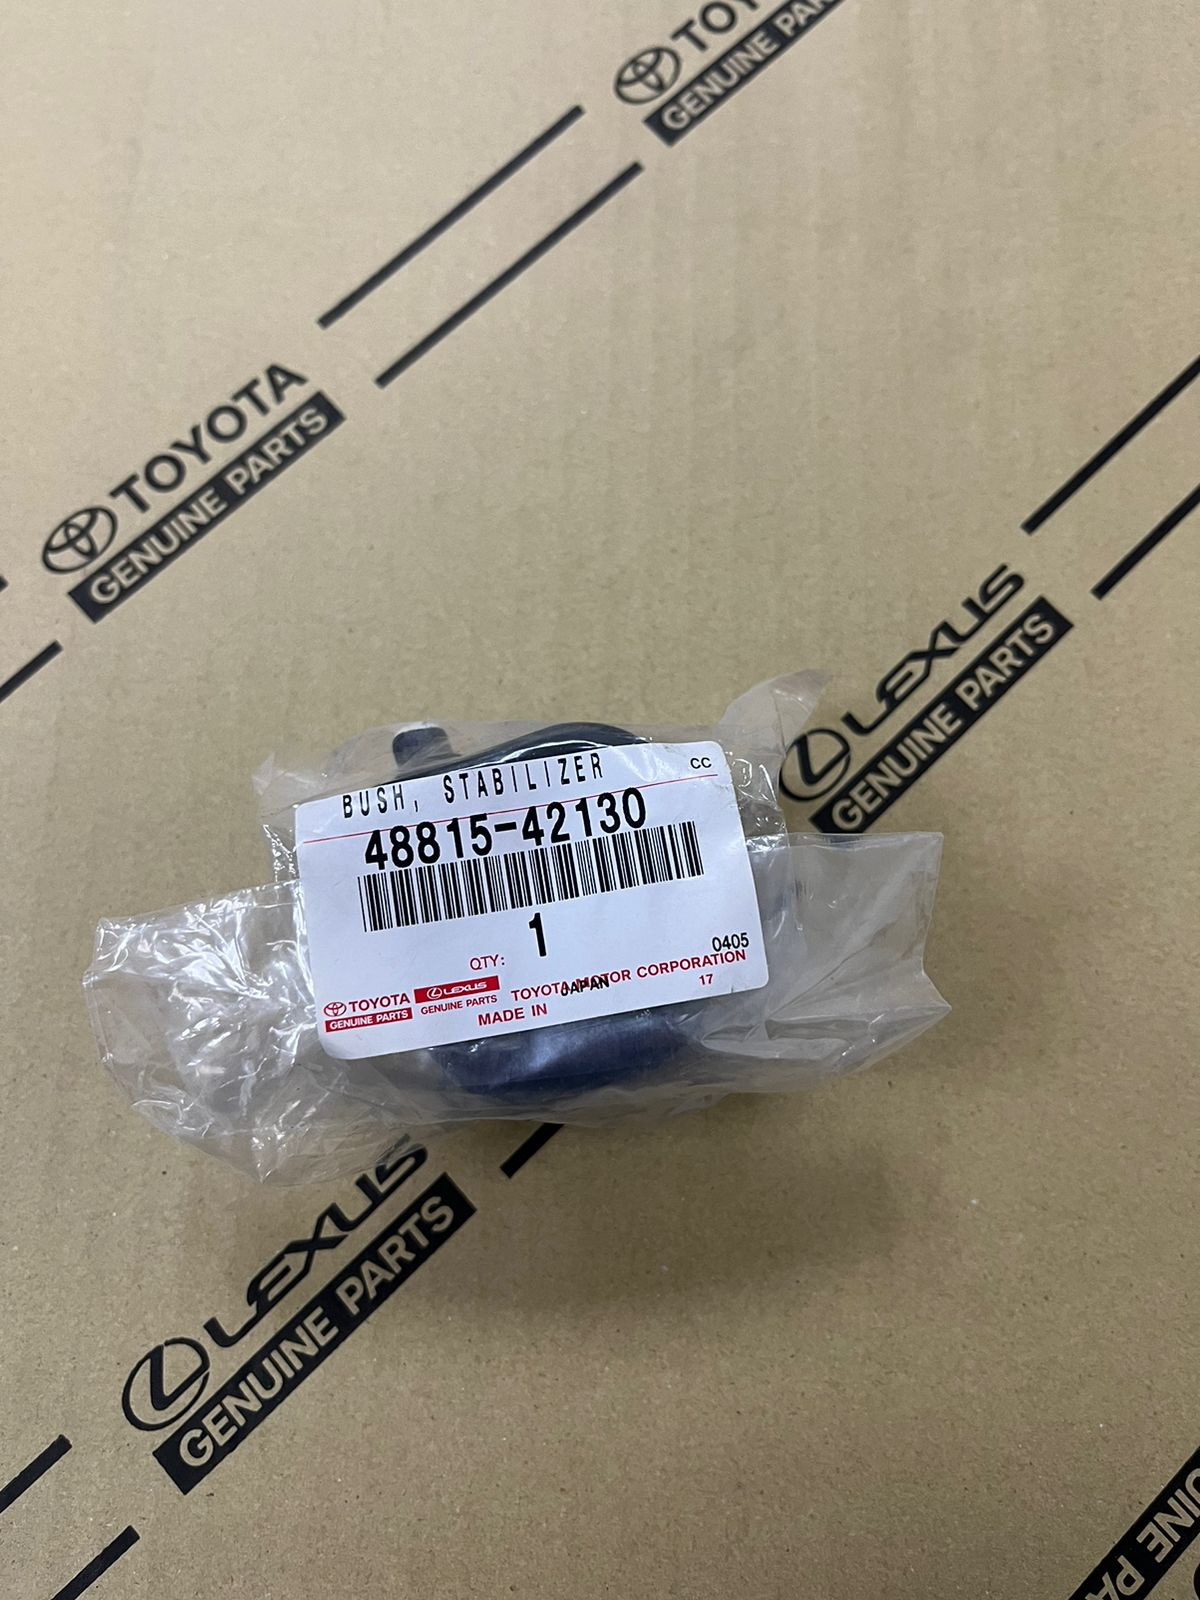 TOYOTA
GENUINE PARTS
TOYOTA
GENUINE PARTS
LEXUS
GENUINE PARTS
BUSH, STABILIZER
CC
48815-42130
1
QTY:
0405
TOYOTA
GENUINE PARTS
LEXUS
GENUINE PARTS
TOYOTA MOTOR CORPORATION
MADE IN JAPAN
17
LEXUS
GENUINE PARTS